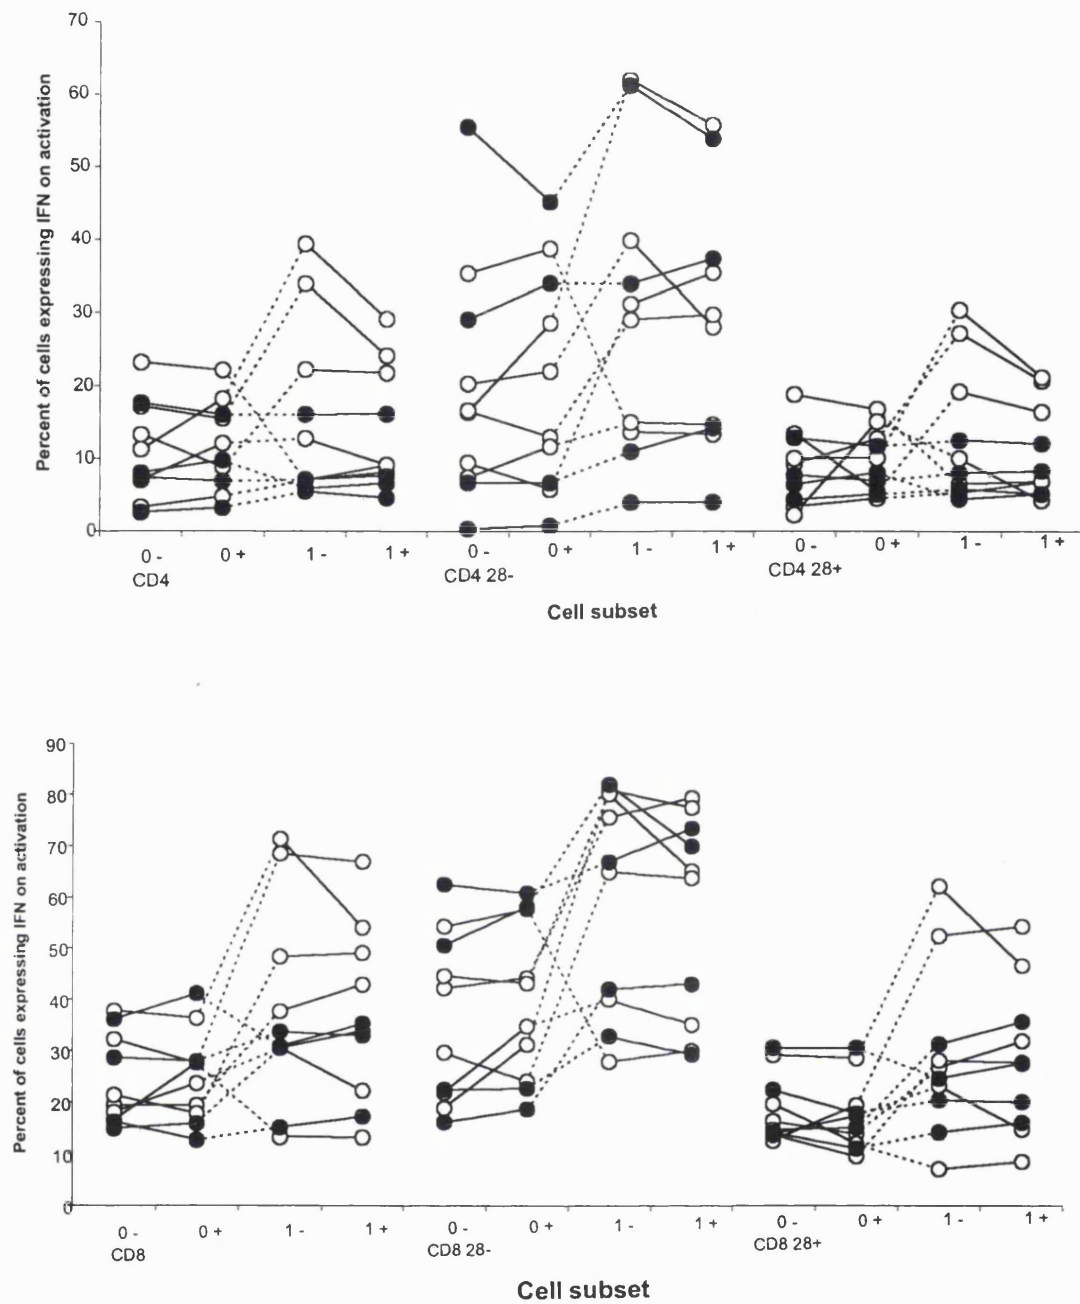 Percent of cells expressing IFN on activation
70
60
50
40
30
20
10
0
0 - 0 + 1 - 1 + 0 - 0 + 1 - 1 + 0 - 0 + 1 - 1 +
CD4 CD4 28- CD4 28+
Cell subset
Percent of cells expressing IFN on activation
90
80
70
60
50
40
30
20
10
0
0 - 0 + 1 - 1 + 0 - 0 + 1 - 1 + 0 - 0 + 1 - 1 +
CD8 CD8 28- CD8 28+
Cell subset